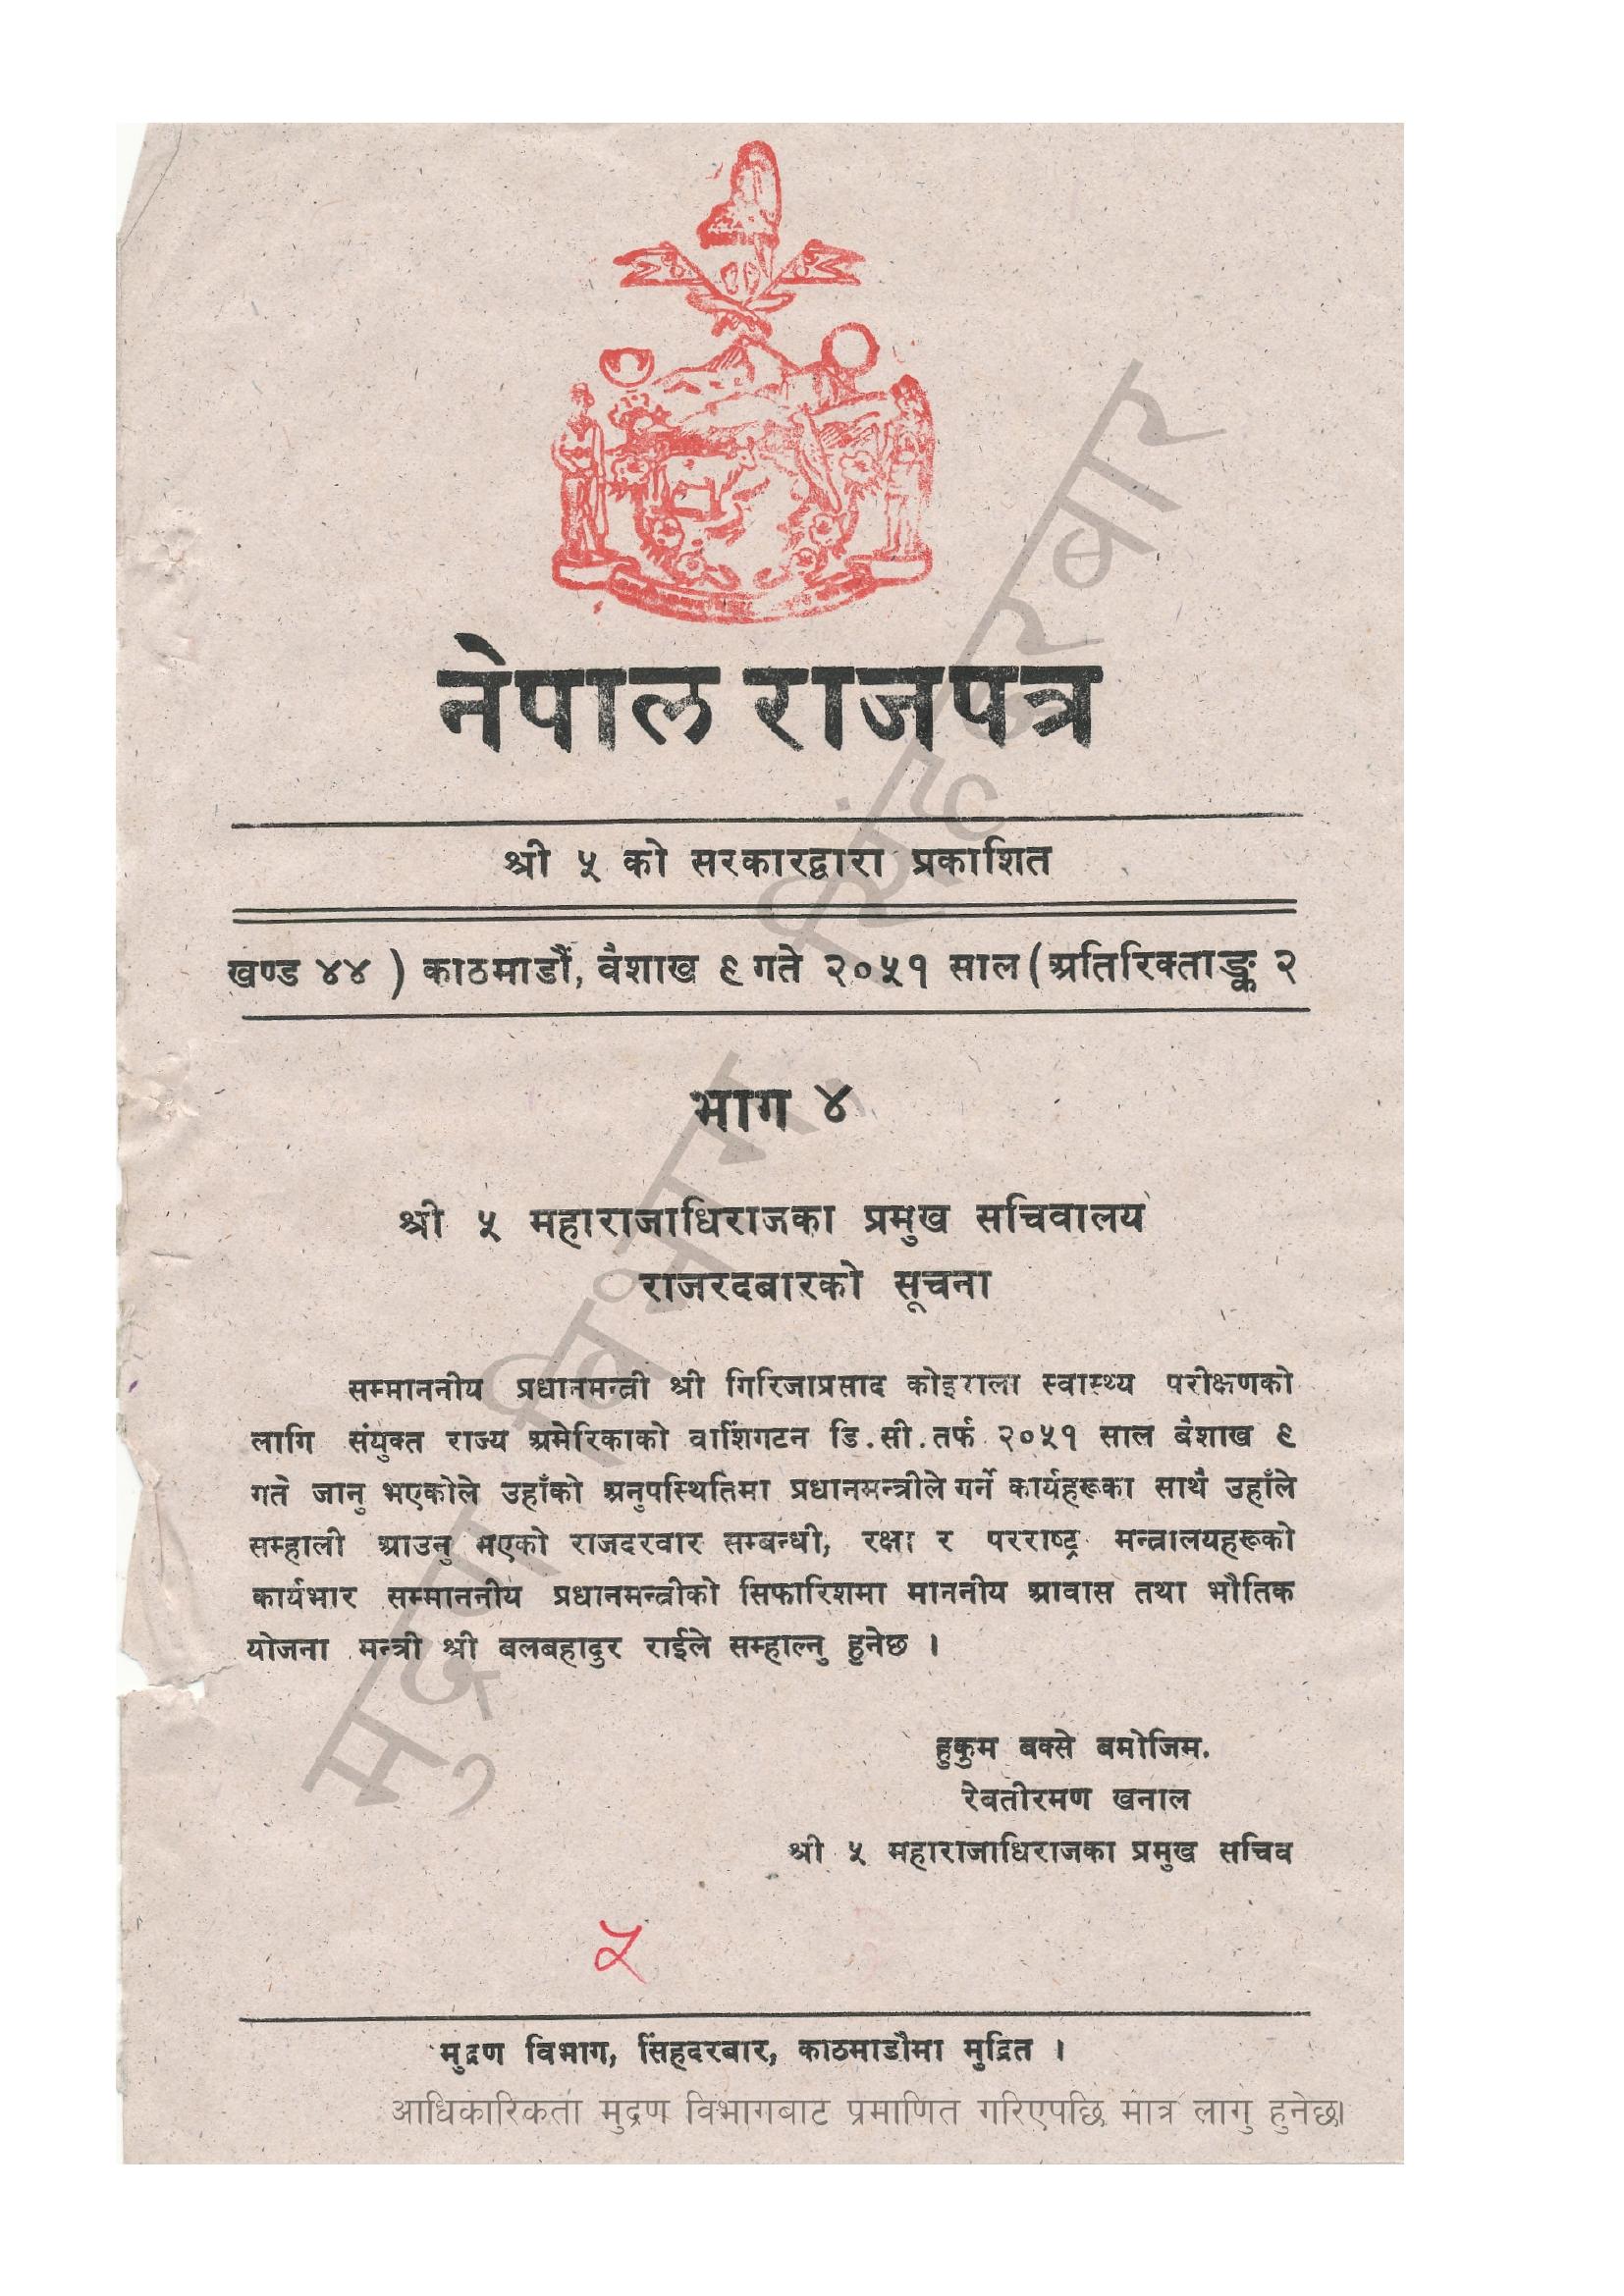 नेपाल राजपत्र
श्री ५ को सरकारद्वारा प्रकाशित
खण्ड ४४ ) काठमाडौं, वैशाख ९ गते २०५१ साल ( अतिरिक्ताङ्क २
भाग ४
श्री ५ महाराजाधिराजका प्रमुख सचिवालय
राजरदबारको सूचना
सम्माननीय प्रधानमन्त्री श्री गिरिजाप्रसाद कोइराला स्वास्थ्य परीक्षणको
लागि संयुक्त राज्य अमेरिकाको वाशिंगटन डि.सी.तर्फ २०५१ साल बैशाख ९
गते जानु भएकोले उहाँको अनुपस्थितिमा प्रधानमन्त्रीले गर्ने कार्यहरूका साथै उहाँले
सम्हाली आउनु भएको राजदरवार सम्बन्धी, रक्षा र परराष्ट्र मन्त्रालयहरूको
कार्यभार सम्माननीय प्रधानमन्त्रीको सिफारिशमा माननीय आवास तथा भौतिक
योजना मन्त्री श्री बलबहादुर राईले सम्हाल्नु हुनेछ ।
हुकुम बक्से बमोजिम.
रेवतीरमण खनाल
श्री ५ महाराजाधिराजका प्रमुख सचिव
५
मुद्रण विभाग, सिंहदरबार, काठमाडौमा मुद्रित ।
आधिकारिकता मुद्रण विभागबाट प्रमाणित गरिएपछि मात्र लागु हुनेछ।
मुद्रण विभाग, सिंहदरबार